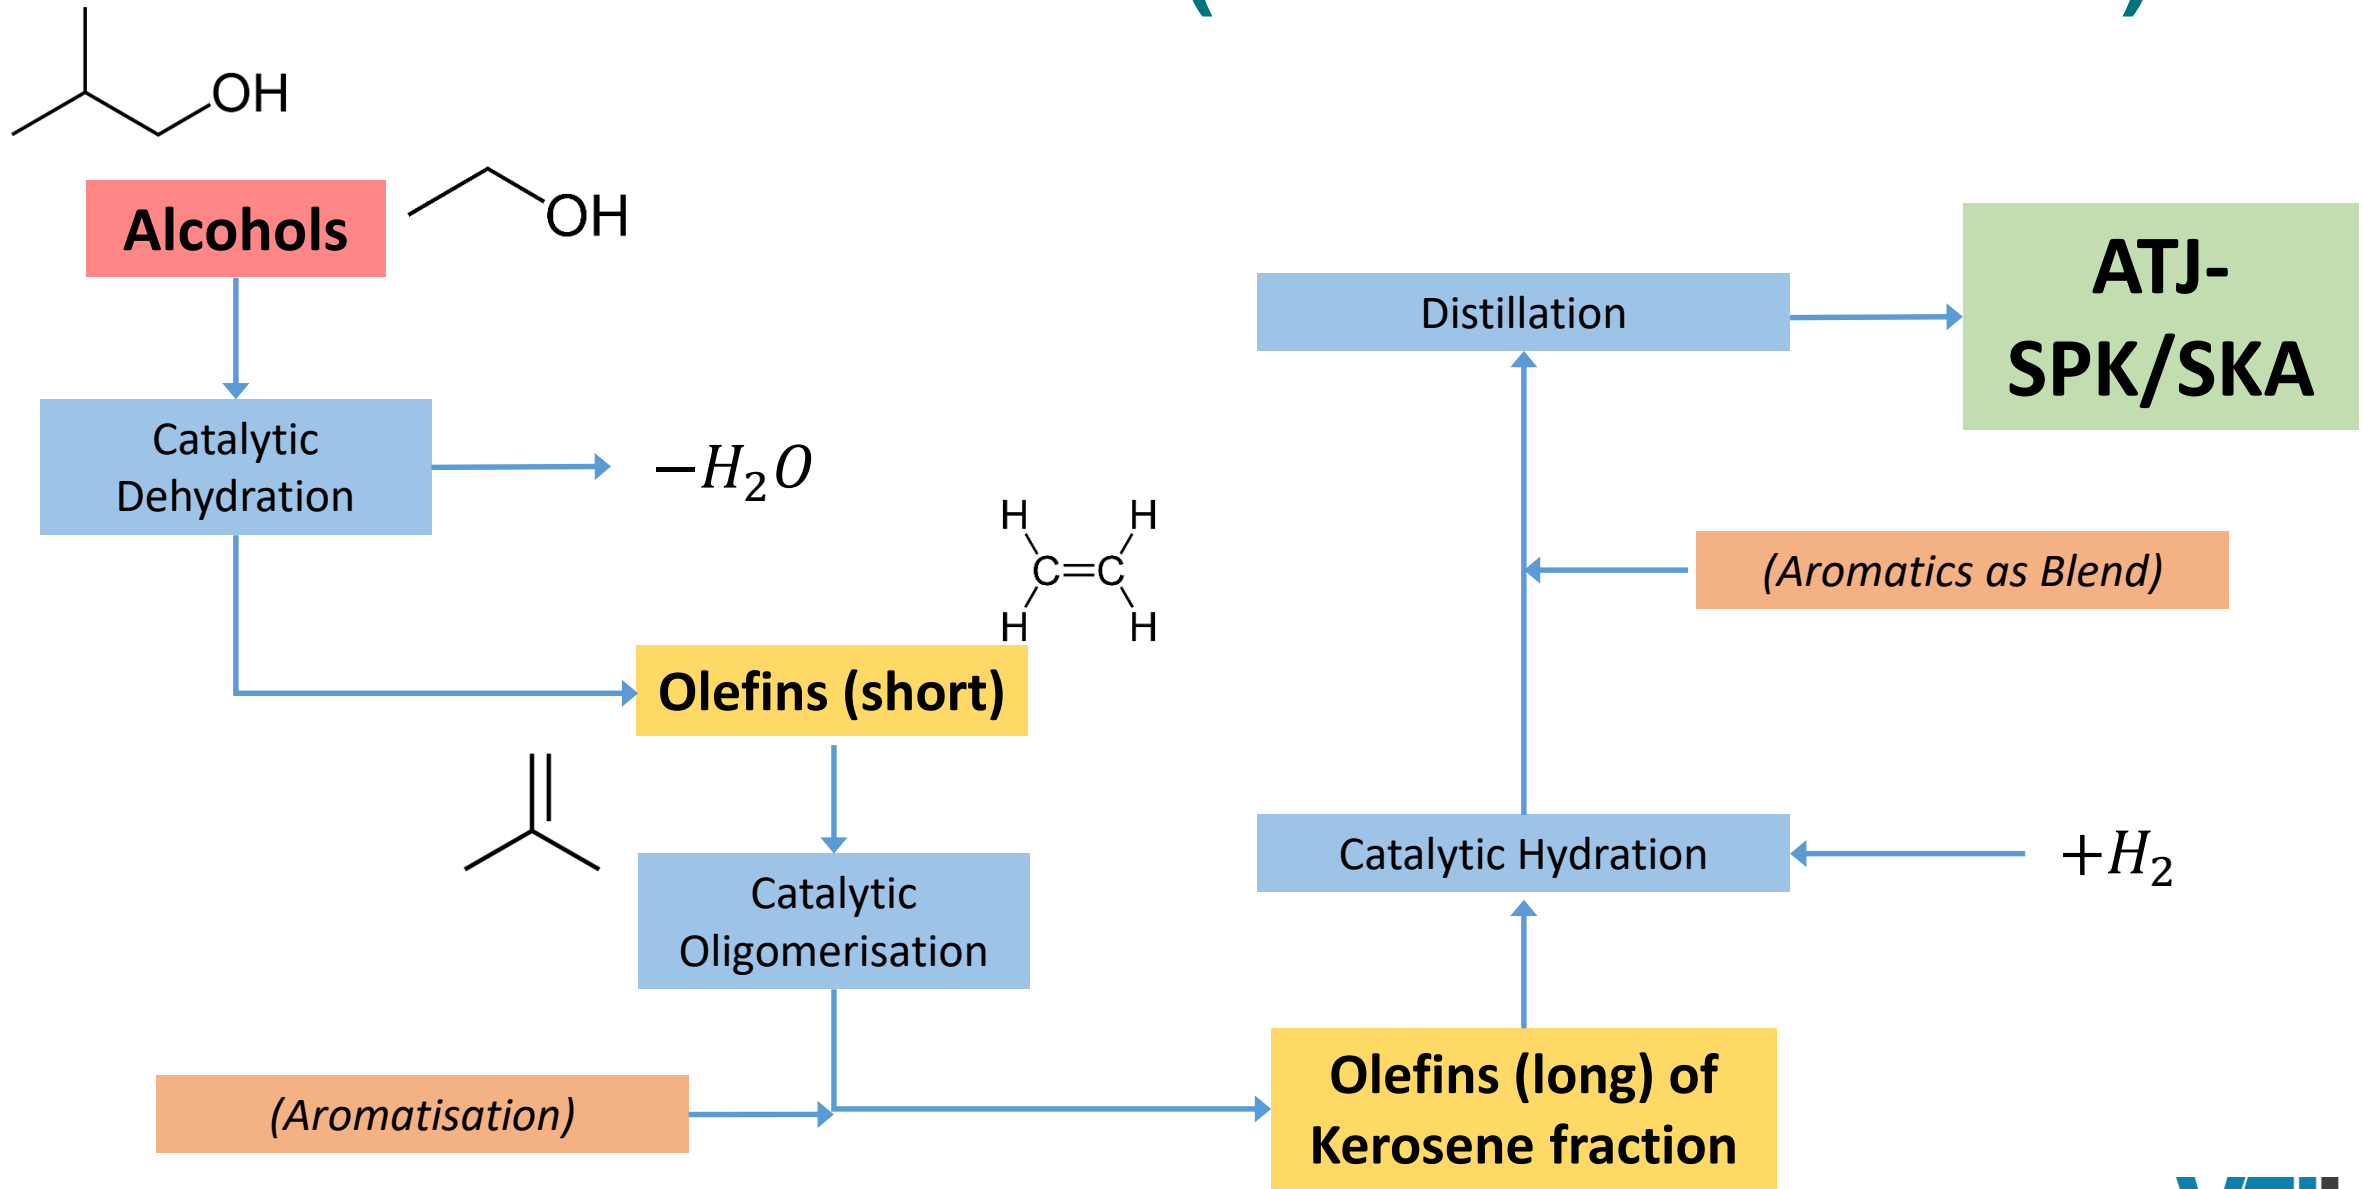 OH
OH
Alcohols
Catalytic
Dehydration
−H₂O
H H
C=C
H H
Olefins (short)
Catalytic
Oligomerisation
(Aromatisation)
Olefins (long) of
Kerosene fraction
Catalytic Hydration
+H₂
(Aromatics as Blend)
Distillation
ATJ-
SPK/SKA